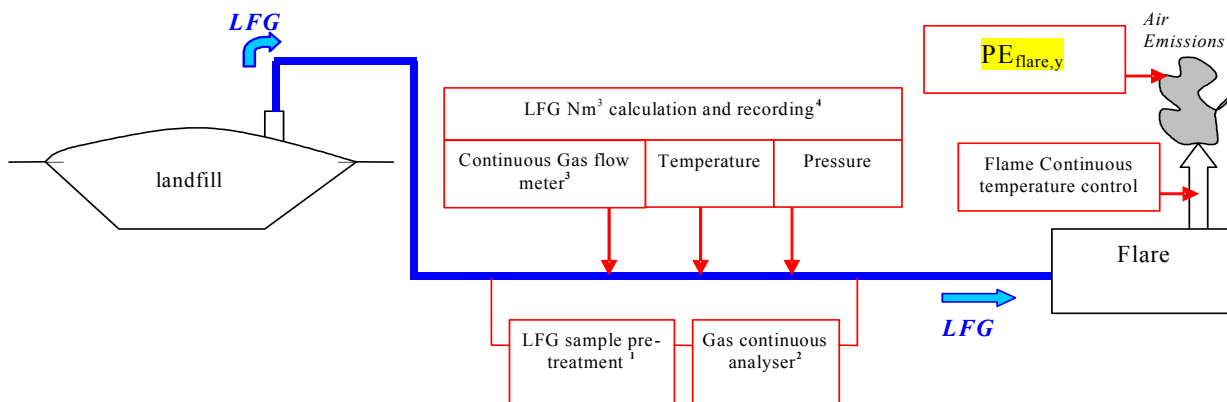 LFG
landfill
LFG Nm³ calculation and recording⁴
Continuous Gas flow
meter³
Temperature
Pressure
PEflare,y
Air
Emissions
Flame Continuous
temperature control
Flare
LFG
LFG sample pre-
treatment ¹
Gas continuous
analyser²